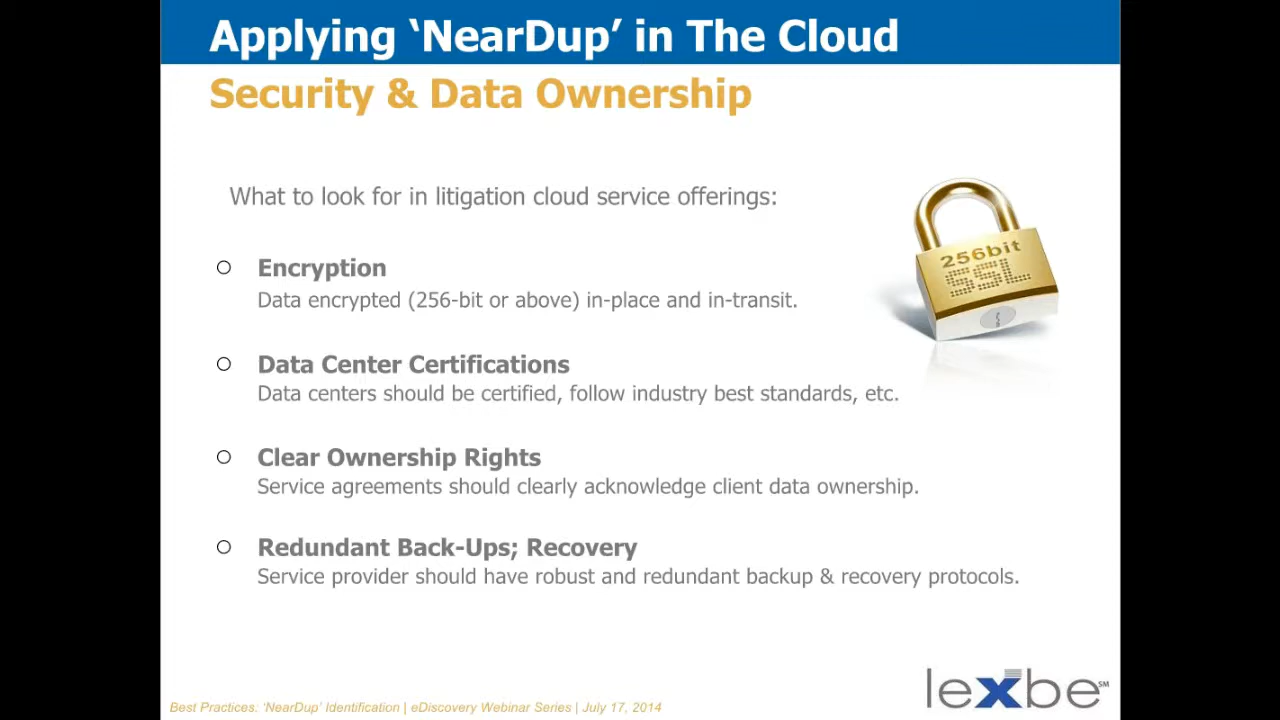 Applying ‘NearDup’ in The Cloud
Security & Data Ownership
What to look for in litigation cloud service offerings:
256bit
SSL
Encryption
Data encrypted (256-bit or above) in-place and in-transit.
Data Center Certifications
Data centers should be certified, follow industry best standards, etc.
Clear Ownership Rights
Service agreements should clearly acknowledge client data ownership.
Redundant Back-Ups; Recovery
Service provider should have robust and redundant backup & recovery protocols.
lexbe℠
Best Practices: ‘NearDup’ Identification | eDiscovery Webinar Series | July 17, 2014